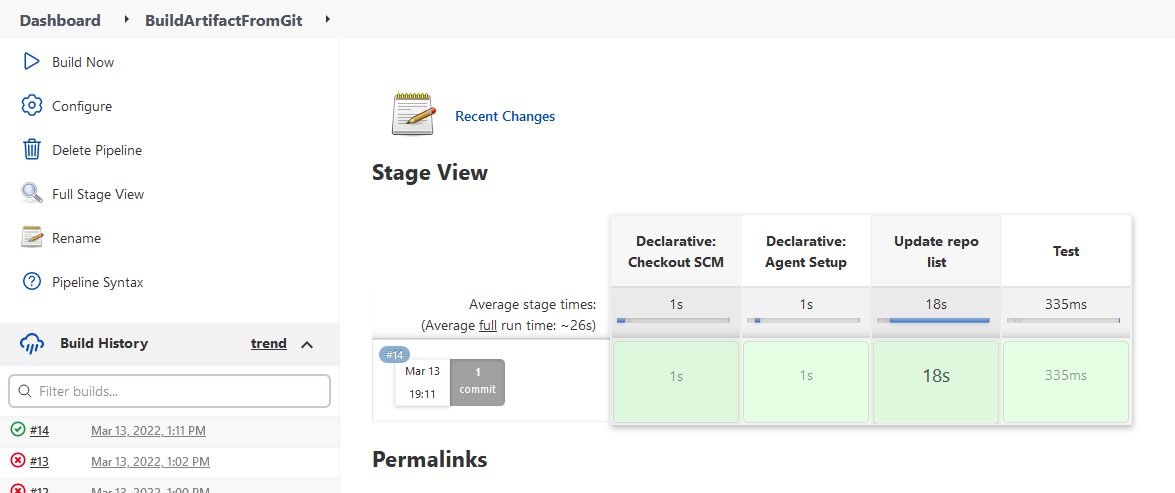 Dashboard BuildArtifactFromGit
Build Now
Configure
Delete Pipeline
Full Stage View
Rename
Pipeline Syntax
Build History trend
Filter builds...
#14 Mar 13, 2022, 1:11 PM
#13 Mar 13, 2022, 1:02 PM
#12 Mar 13, 2022, 1:00 PM
Recent Changes
Stage View
Declarative:
Checkout SCM
Declarative:
Agent Setup
Update repo
list
Test
Average stage times:
(Average full run time: ~26s)
1s 1s 18s 335ms
#14
Mar 13
19:11
1
commit
1s 1s 18s 335ms
Permalinks